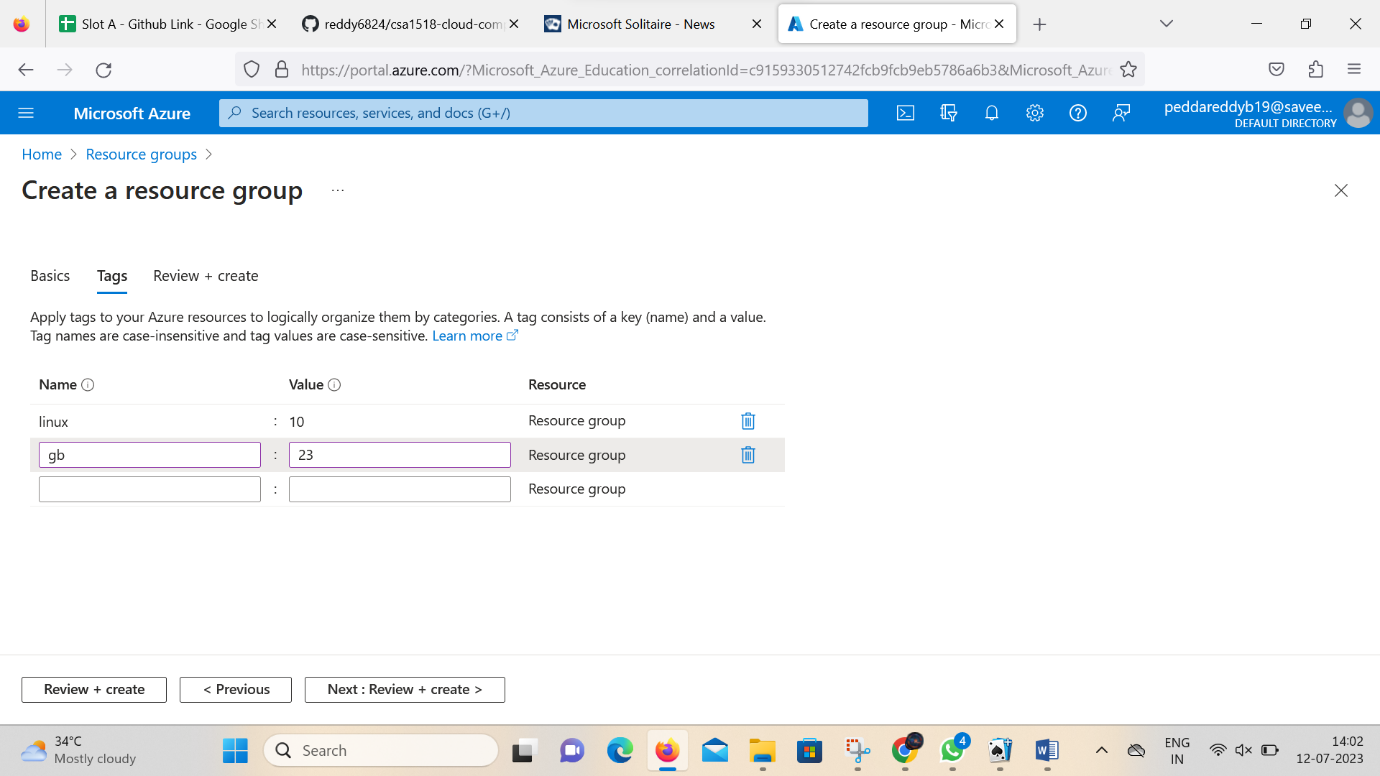 Slot A - Github Link - Google Sh
reddy6824/csa1518-cloud-com
Microsoft Solitaire - News
Create a resource group - Micro
https://portal.azure.com/?Microsoft_Azure_Education_correlationId=c9159330512742fcb9fcb9eb5786a6b3&Microsoft_Azure
Microsoft Azure
Search resources, services, and docs (G+/)
peddareddyb19@savee...
DEFAULT DIRECTORY
Home > Resource groups >
Create a resource group ...
Basics Tags Review + create
Apply tags to your Azure resources to logically organize them by categories. A tag consists of a key (name) and a value.
Tag names are case-insensitive and tag values are case-sensitive. Learn more
Name Value Resource
linux : 10 Resource group
gb : 23 Resource group
: Resource group
Review + create < Previous Next : Review + create >
34°C
Mostly cloudy
Search
4
ENG
IN
14:02
12-07-2023